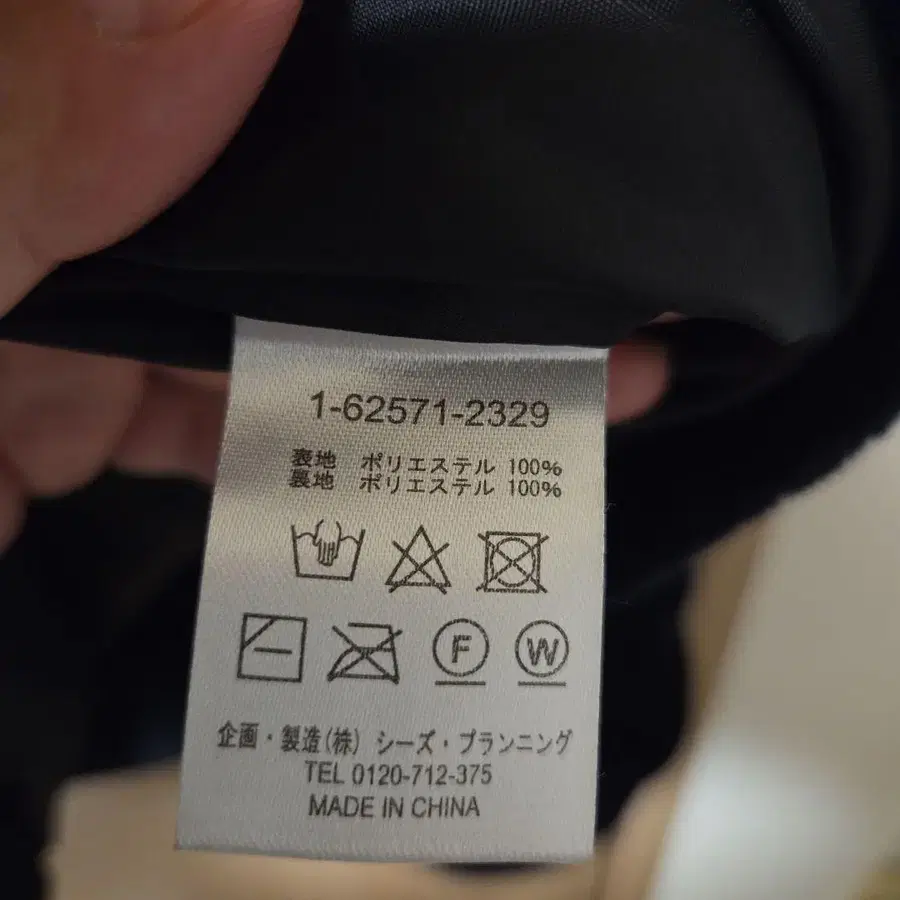 1-62571-2329
表地 ポリエステル 100%
裏地 ポリエステル 100%
F W
企画・製造(株) シーズ・プランニング
TEL 0120-712-375
MADE IN CHINA